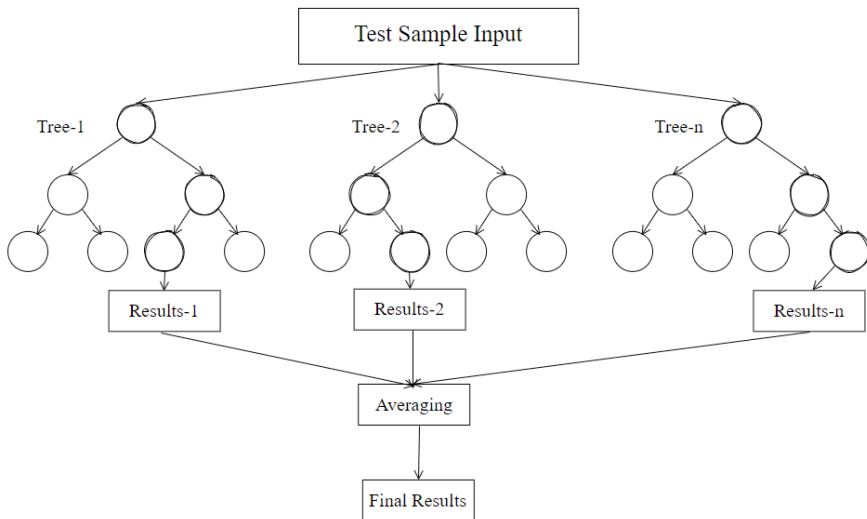 Test Sample Input
Tree-1
Tree-2
Tree-n
Results-1
Results-2
Results-n
Averaging
Final Results